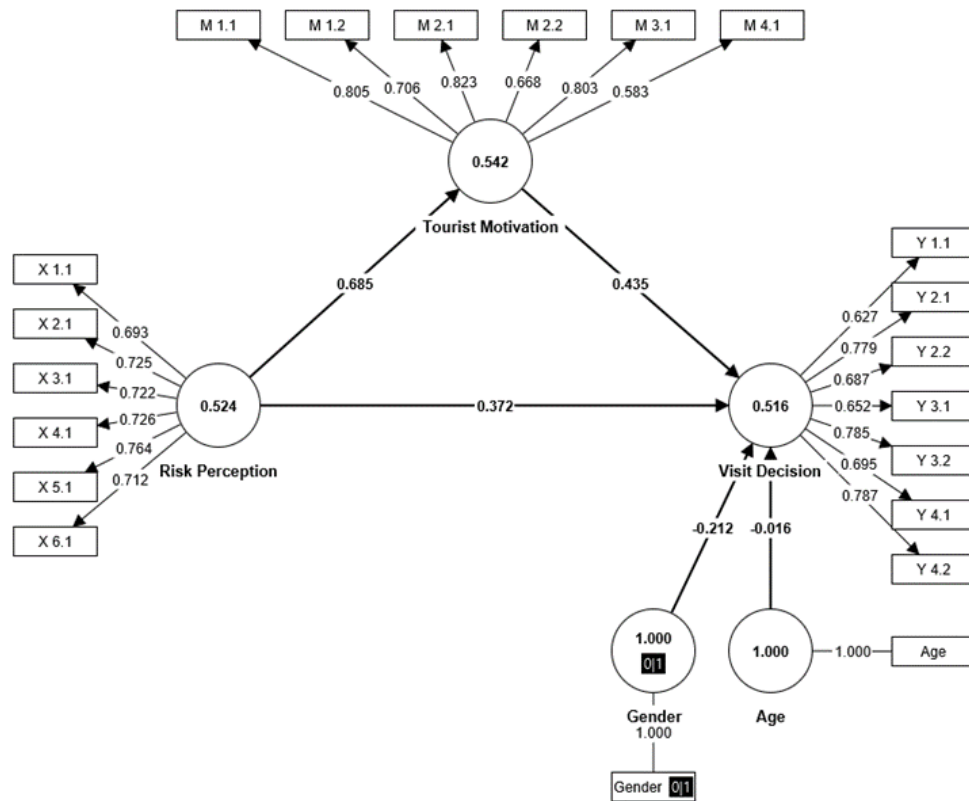 M 1.1
M 1.2
M 2.1
M 2.2
M 3.1
M 4.1
0.805
0.706
0.823
0.668
0.803
0.583
0.542
Tourist Motivation
X 1.1
X 2.1
X 3.1
X 4.1
X 5.1
X 6.1
0.693
0.725
0.722
0.726
0.764
0.712
0.524
Risk Perception
0.685
0.435
0.372
0.516
Visit Decision
0.627
0.779
0.687
0.652
0.785
0.695
0.787
Y 1.1
Y 2.1
Y 2.2
Y 3.1
Y 3.2
Y 4.1
Y 4.2
-0.212
-0.016
1.000
0|1
Gender
1.000
Gender 0|1
1.000
Age
1.000
Age